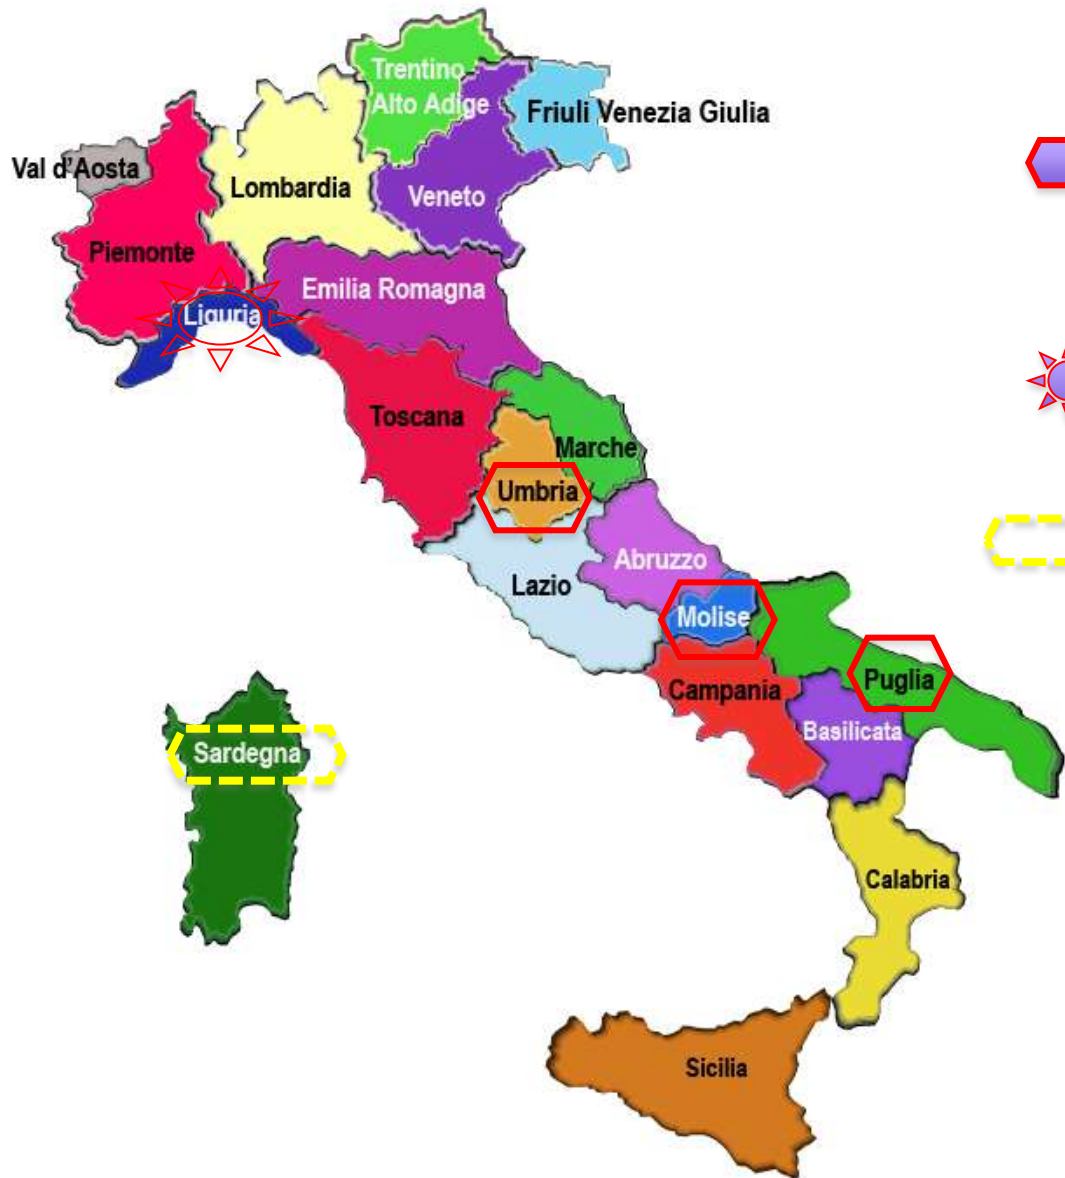 Trentino
Alto Adige
Friuli Venezia Giulia
Val d'Aosta
Lombardia
Veneto
Piemonte
Emilia Romagna
Liguria
Toscana
Marche
Umbria
Abruzzo
Lazio
Molise
Puglia
Campania
Basilicata
Sardegna
Calabria
Sicilia